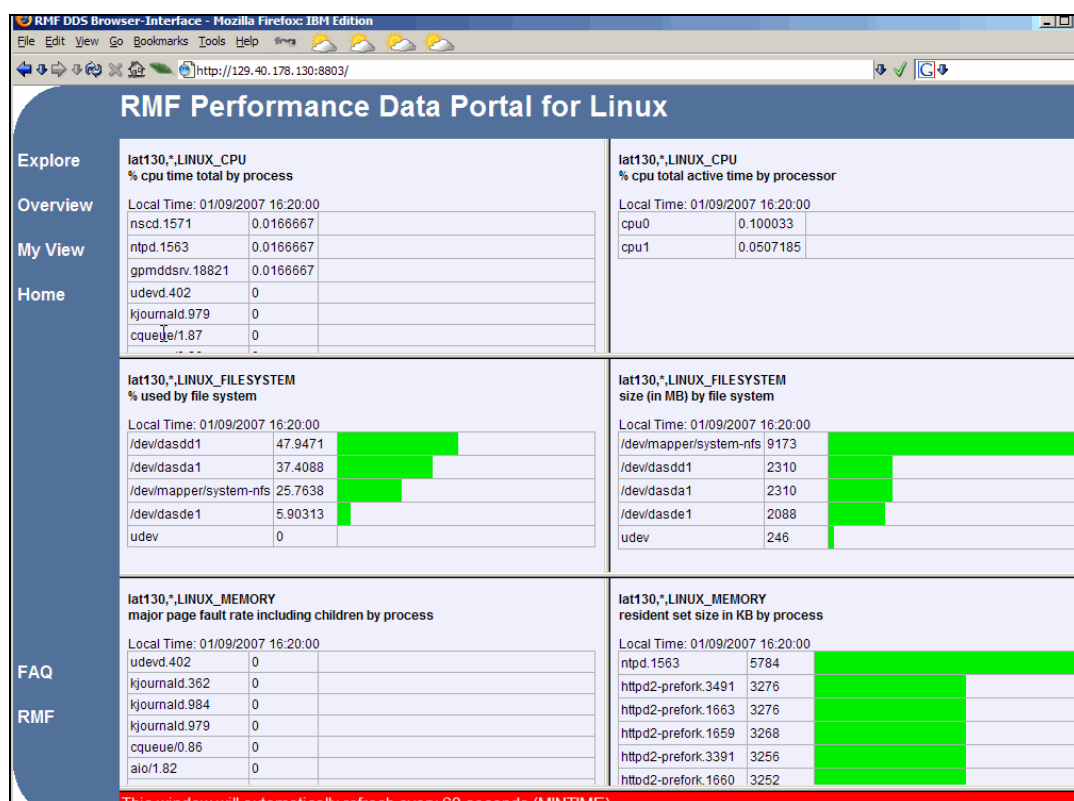 RMF DDS Browser-Interface - Mozilla Firefox: IBM Edition
File Edit View Go Bookmarks Tools Help
http://129.40.178.130:8803/
G
RMF Performance Data Portal for Linux
Explore
Overview
My View
Home
FAQ
RMF
lat130,*,LINUX_CPU
% cpu time total by process
Local Time: 01/09/2007 16:20:00
nscd.1571 0.0166667
ntpd.1563 0.0166667
gpmddsrv.18821 0.0166667
udevd.402 0
kjournald.979 0
cqueue/1.87 0
lat130,*,LINUX_CPU
% cpu total active time by processor
Local Time: 01/09/2007 16:20:00
cpu0 0.100033
cpu1 0.0507185
lat130,*,LINUX_FILESYSTEM
% used by file system
Local Time: 01/09/2007 16:20:00
/dev/dasdd1 47.9471
/dev/dasda1 37.4088
/dev/mapper/system-nfs 25.7638
/dev/dasde1 5.90313
udev 0
lat130,*,LINUX_FILESYSTEM
size (in MB) by file system
Local Time: 01/09/2007 16:20:00
/dev/mapper/system-nfs 9173
/dev/dasdd1 2310
/dev/dasda1 2310
/dev/dasde1 2088
udev 246
lat130,*,LINUX_MEMORY
major page fault rate including children by process
Local Time: 01/09/2007 16:20:00
udevd.402 0
kjournald.362 0
kjournald.984 0
kjournald.979 0
cqueue/0.86 0
aio/1.82 0
lat130,*,LINUX_MEMORY
resident set size in KB by process
Local Time: 01/09/2007 16:20:00
ntpd.1563 5784
httpd2-prefork.3491 3276
httpd2-prefork.1663 3276
httpd2-prefork.1659 3268
httpd2-prefork.3391 3256
httpd2-prefork.1660 3252
This window will automatically refresh every 60 seconds (MINTIME)